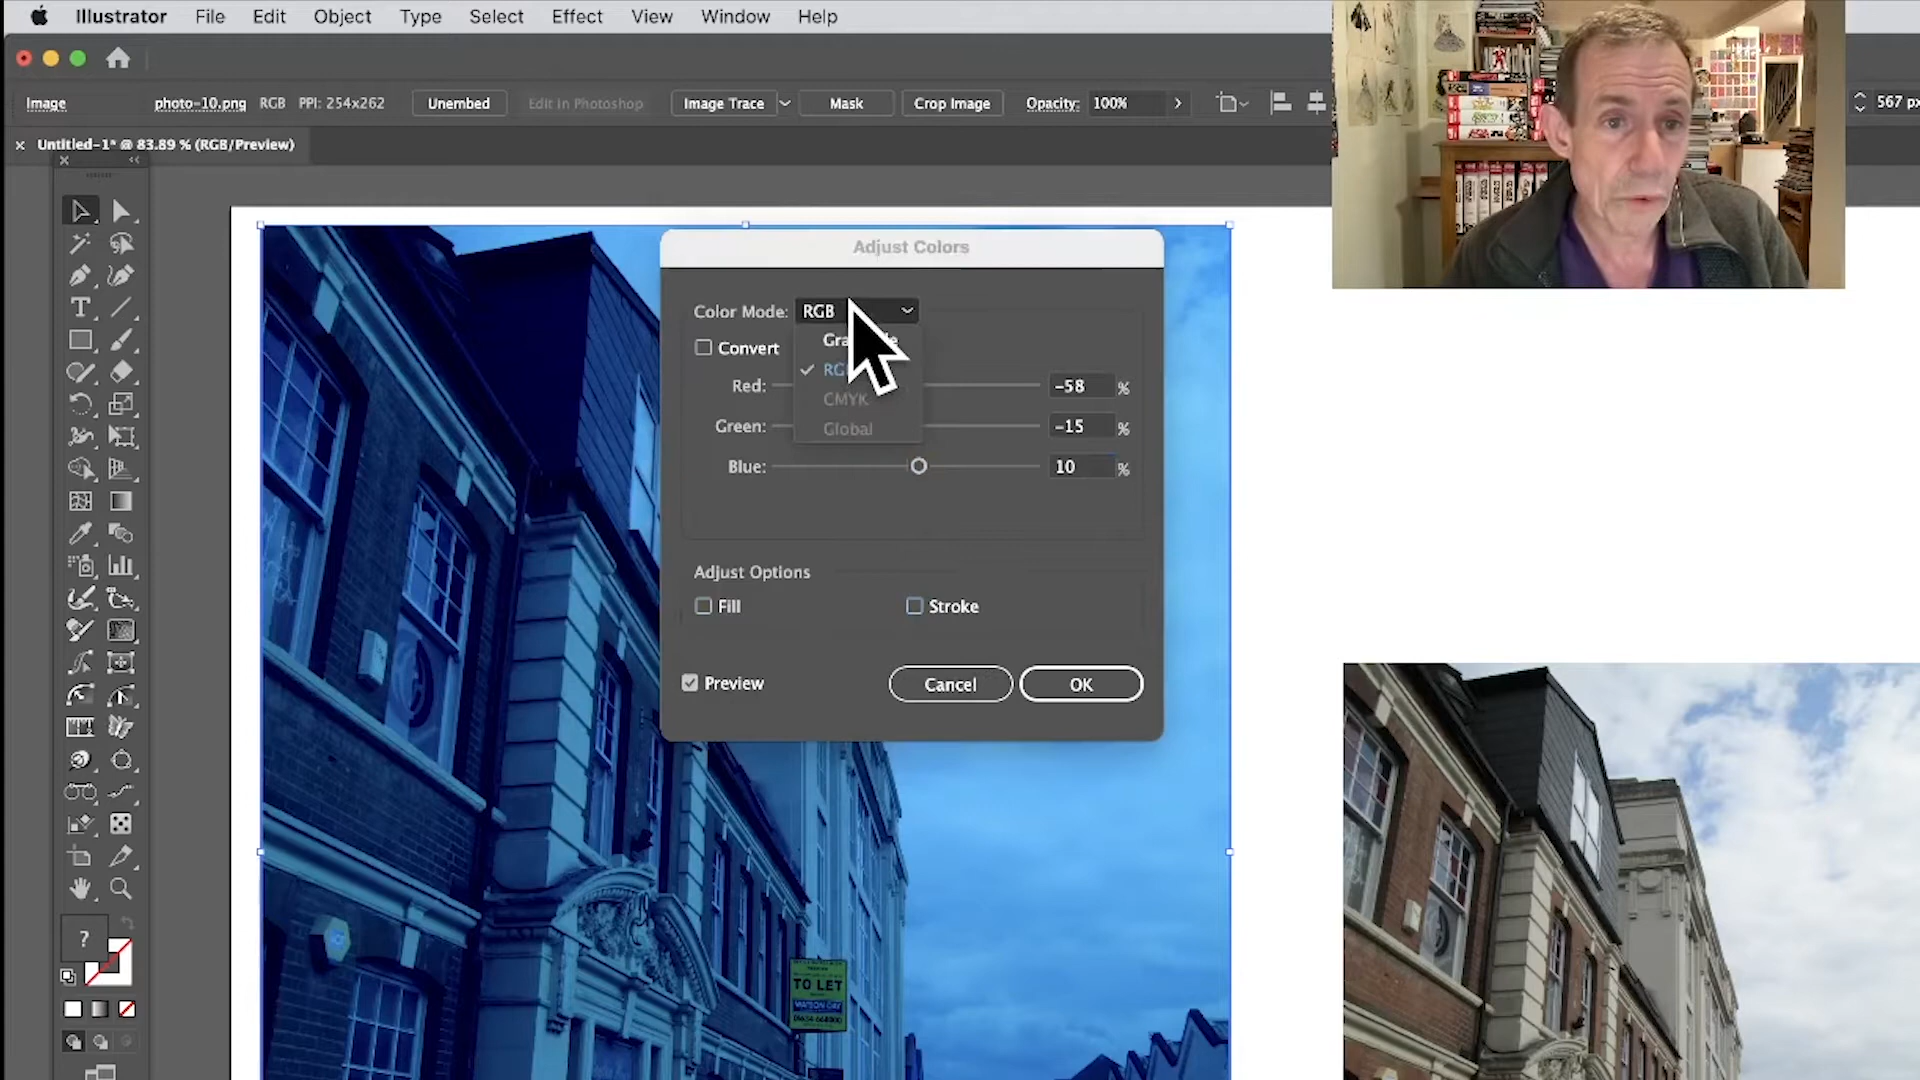 Illustrator File Edit Object Type Select Effect View Window Help
Image photo-10.png RGB PPI: 254x262 Unembed Edit in Photoshop Image Trace Mask Crop Image Opacity: 100% 567 px
Untitled-1* @ 83.89 % (RGB/Preview)
Adjust Colors
Color Mode: RGB
Convert
RGB
CMYK
Global
Red: -58 %
Green: -15 %
Blue: 10 %
Adjust Options
Fill Stroke
Preview Cancel OK
?
TO LET